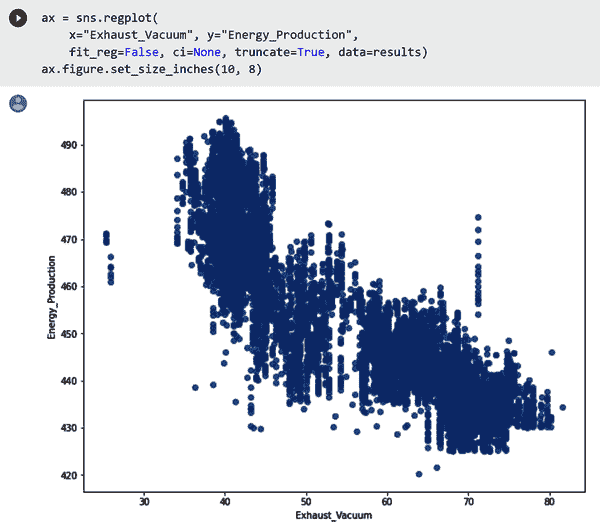 ax = sns.regplot(
x="Exhaust_Vacuum", y="Energy_Production",
fit_reg=False, ci=None, truncate=True, data=results)
ax.figure.set_size_inches(10, 8)
490
480
470
460
450
440
430
420
Energy_Production
30 40 50 60 70 80
Exhaust_Vacuum